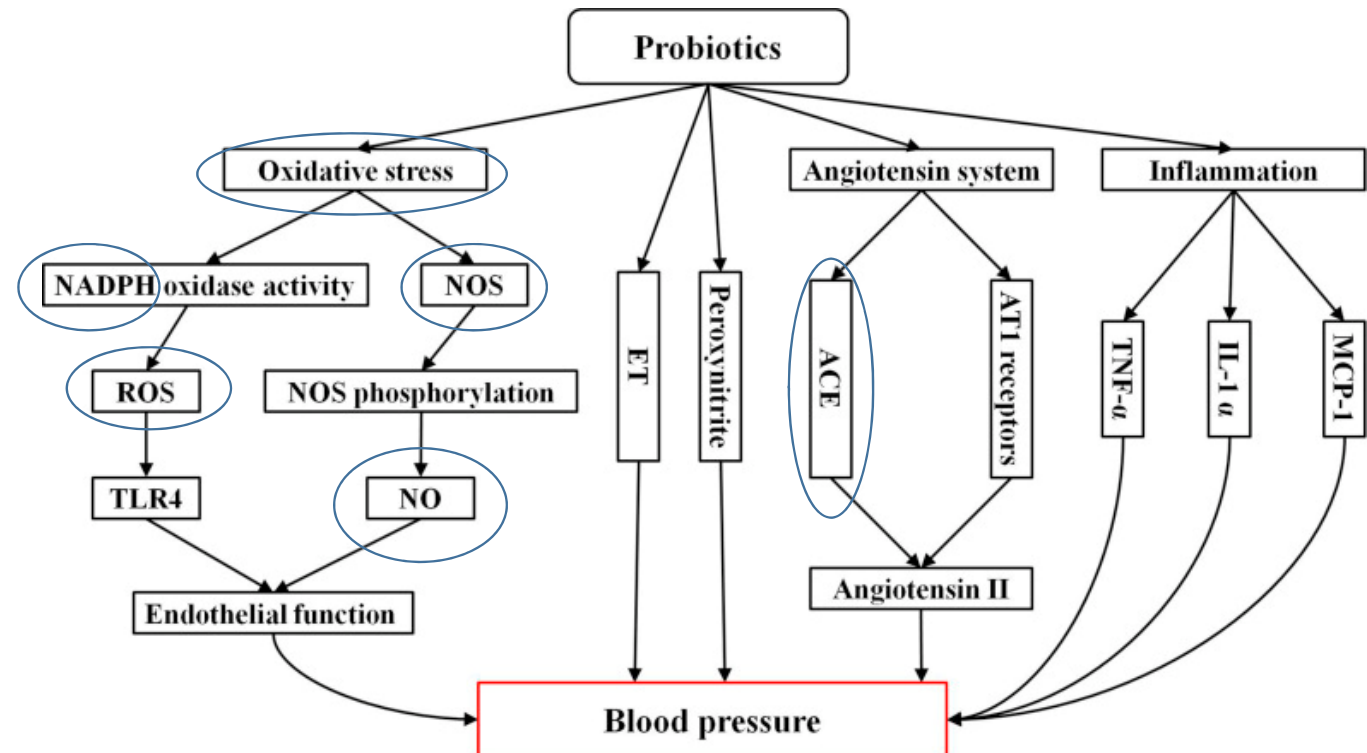 Probiotics
Oxidative stress
Angiotensin system
Inflammation
NADPH oxidase activity
NOS
ET
Peroxynitrite
ACE
AT1 receptors
TNF-α
IL-1 α
MCP-1
ROS
NOS phosphorylation
TLR4
NO
Angiotensin II
Endothelial function
Blood pressure